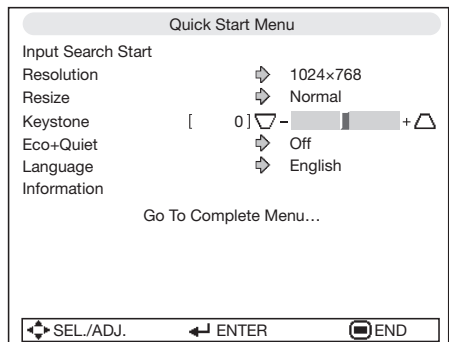 Quick Start Menu
Input Search Start
Resolution 1024×768
Resize Normal
Keystone [ 0 ] - +
Eco+Quiet Off
Language English
Information
Go To Complete Menu…
SEL./ADJ. ENTER END